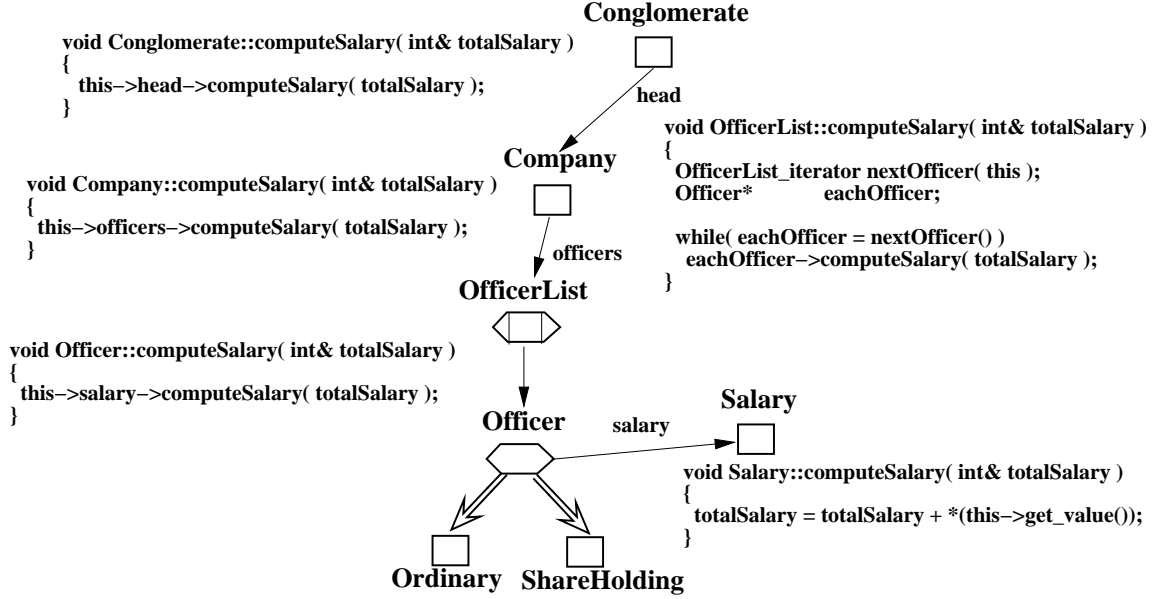 Conglomerate
void Conglomerate::computeSalary( int& totalSalary )
{
this−>head−>computeSalary( totalSalary );
}
head
void OfficerList::computeSalary( int& totalSalary )
{
OfficerList_iterator nextOfficer( this );
Officer* eachOfficer;
while( eachOfficer = nextOfficer() )
eachOfficer−>computeSalary( totalSalary );
}
Company
void Company::computeSalary( int& totalSalary )
{
this−>officers−>computeSalary( totalSalary );
}
officers
OfficerList
void Officer::computeSalary( int& totalSalary )
{
this−>salary−>computeSalary( totalSalary );
}
Officer
salary
Salary
void Salary::computeSalary( int& totalSalary )
{
totalSalary = totalSalary + *(this−>get_value());
}
Ordinary
ShareHolding